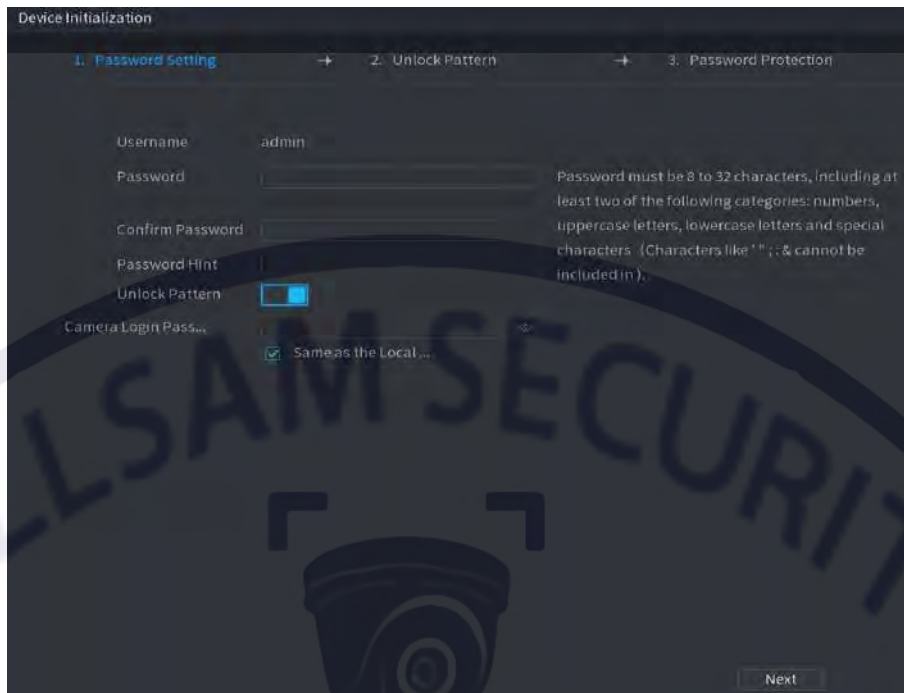 Device Initialization
1. Password Setting
2. Unlock Pattern
3. Password Protection
Username admin
Password
Password must be 8 to 32 characters, including at
least two of the following categories: numbers,
uppercase letters, lowercase letters and special
characters (Characters like ' " ; : & cannot be
included in ).
Confirm Password
Password Hint
Unlock Pattern
Camera Login Pass...
Same as the Local ...
LLSAM SECURIT
Next